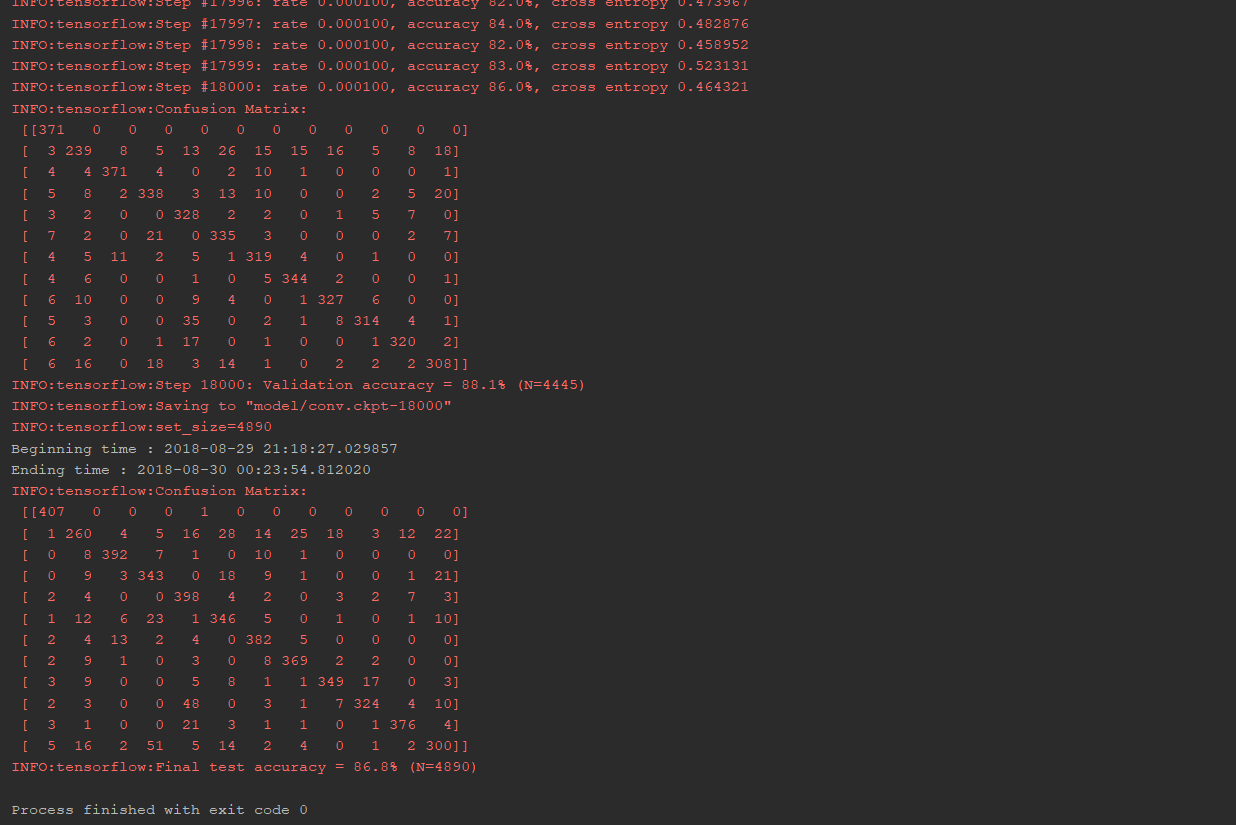 INFO:tensorflow:Step #17996: rate 0.000100, accuracy 82.0%, cross entropy 0.473967
INFO:tensorflow:Step #17997: rate 0.000100, accuracy 84.0%, cross entropy 0.482876
INFO:tensorflow:Step #17998: rate 0.000100, accuracy 82.0%, cross entropy 0.458952
INFO:tensorflow:Step #17999: rate 0.000100, accuracy 83.0%, cross entropy 0.523131
INFO:tensorflow:Step #18000: rate 0.000100, accuracy 86.0%, cross entropy 0.464321
INFO:tensorflow:Confusion Matrix:
[[371 0 0 0 0 0 0 0 0 0 0 0]
[ 3 239 8 5 13 26 15 15 16 5 8 18]
[ 4 4 371 4 0 2 10 1 0 0 0 1]
[ 5 8 2 338 3 13 10 0 0 2 5 20]
[ 3 2 0 0 328 2 2 0 1 5 7 0]
[ 7 2 0 21 0 335 3 0 0 0 2 7]
[ 4 5 11 2 5 1 319 4 0 1 0 0]
[ 4 6 0 0 1 0 5 344 2 0 0 1]
[ 6 10 0 0 9 4 0 1 327 6 0 0]
[ 5 3 0 0 35 0 2 1 8 314 4 1]
[ 6 2 0 1 17 0 1 0 0 1 320 2]
[ 6 16 0 18 3 14 1 0 2 2 2 308]]
INFO:tensorflow:Step 18000: Validation accuracy = 88.1% (N=4445)
INFO:tensorflow:Saving to "model/conv.ckpt-18000"
INFO:tensorflow:set_size=4890
Beginning time : 2018-08-29 21:18:27.029857
Ending time : 2018-08-30 00:23:54.812020
INFO:tensorflow:Confusion Matrix:
[[407 0 0 0 1 0 0 0 0 0 0 0]
[ 1 260 4 5 16 28 14 25 18 3 12 22]
[ 0 8 392 7 1 0 10 1 0 0 0 0]
[ 0 9 3 343 0 18 9 1 0 0 1 21]
[ 2 4 0 0 398 4 2 0 3 2 7 3]
[ 1 12 6 23 1 346 5 0 1 0 1 10]
[ 2 4 13 2 4 0 382 5 0 0 0 0]
[ 2 9 1 0 3 0 8 369 2 2 0 0]
[ 3 9 0 0 5 8 1 1 349 17 0 3]
[ 2 3 0 0 48 0 3 1 7 324 4 10]
[ 3 1 0 0 21 3 1 1 0 1 376 4]
[ 5 16 2 51 5 14 2 4 0 1 2 300]]
INFO:tensorflow:Final test accuracy = 86.8% (N=4890)
Process finished with exit code 0